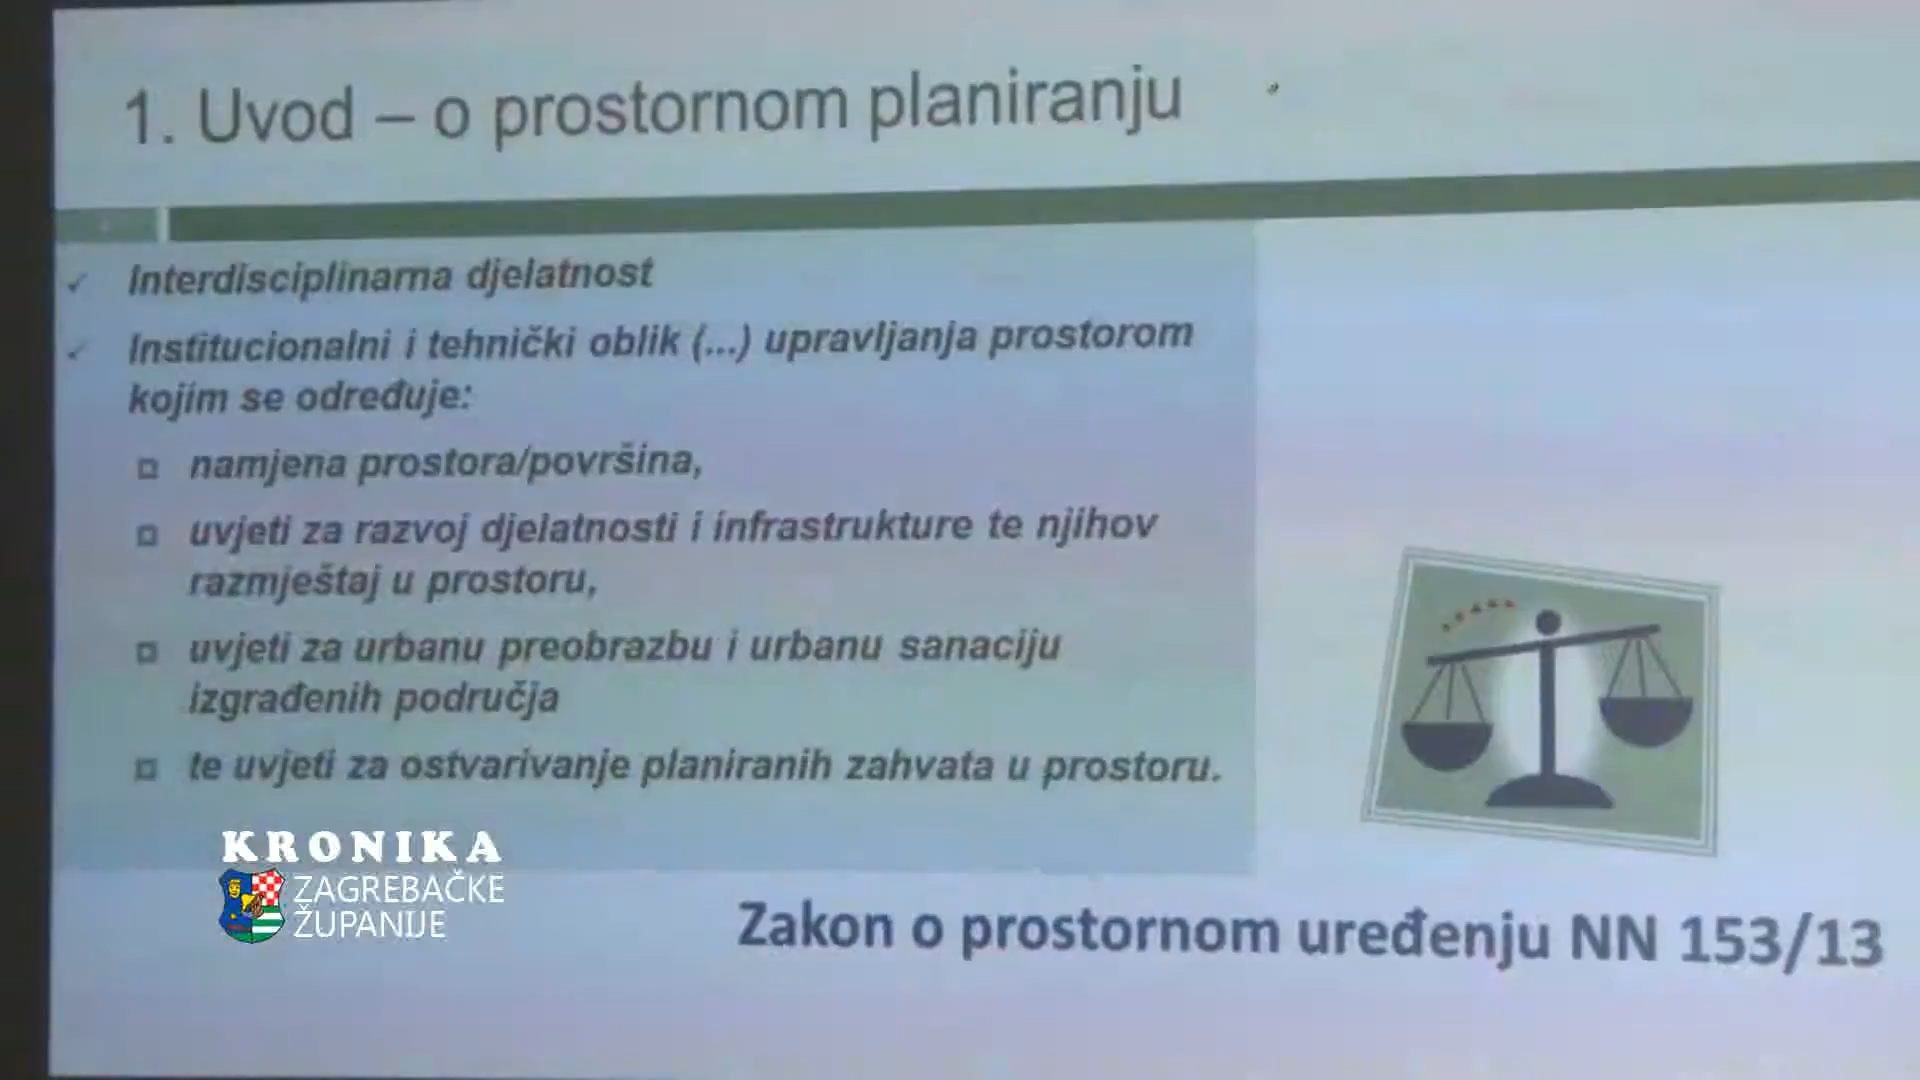 1. Uvod – o prostornom planiranju
Interdisciplinarna djelatnost
Institucionalni i tehnički oblik (...) upravljanja prostorom
kojim se određuje:
namjena prostora/površina,
uvjeti za razvoj djelatnosti i infrastrukture te njihov
razmještaj u prostoru,
uvjeti za urbanu preobrazbu i urbanu sanaciju
izgrađenih područja
te uvjeti za ostvarivanje planiranih zahvata u prostoru.
KRONIKA
ZAGREBAČKE
ŽUPANIJE
Zakon o prostornom uređenju NN 153/13